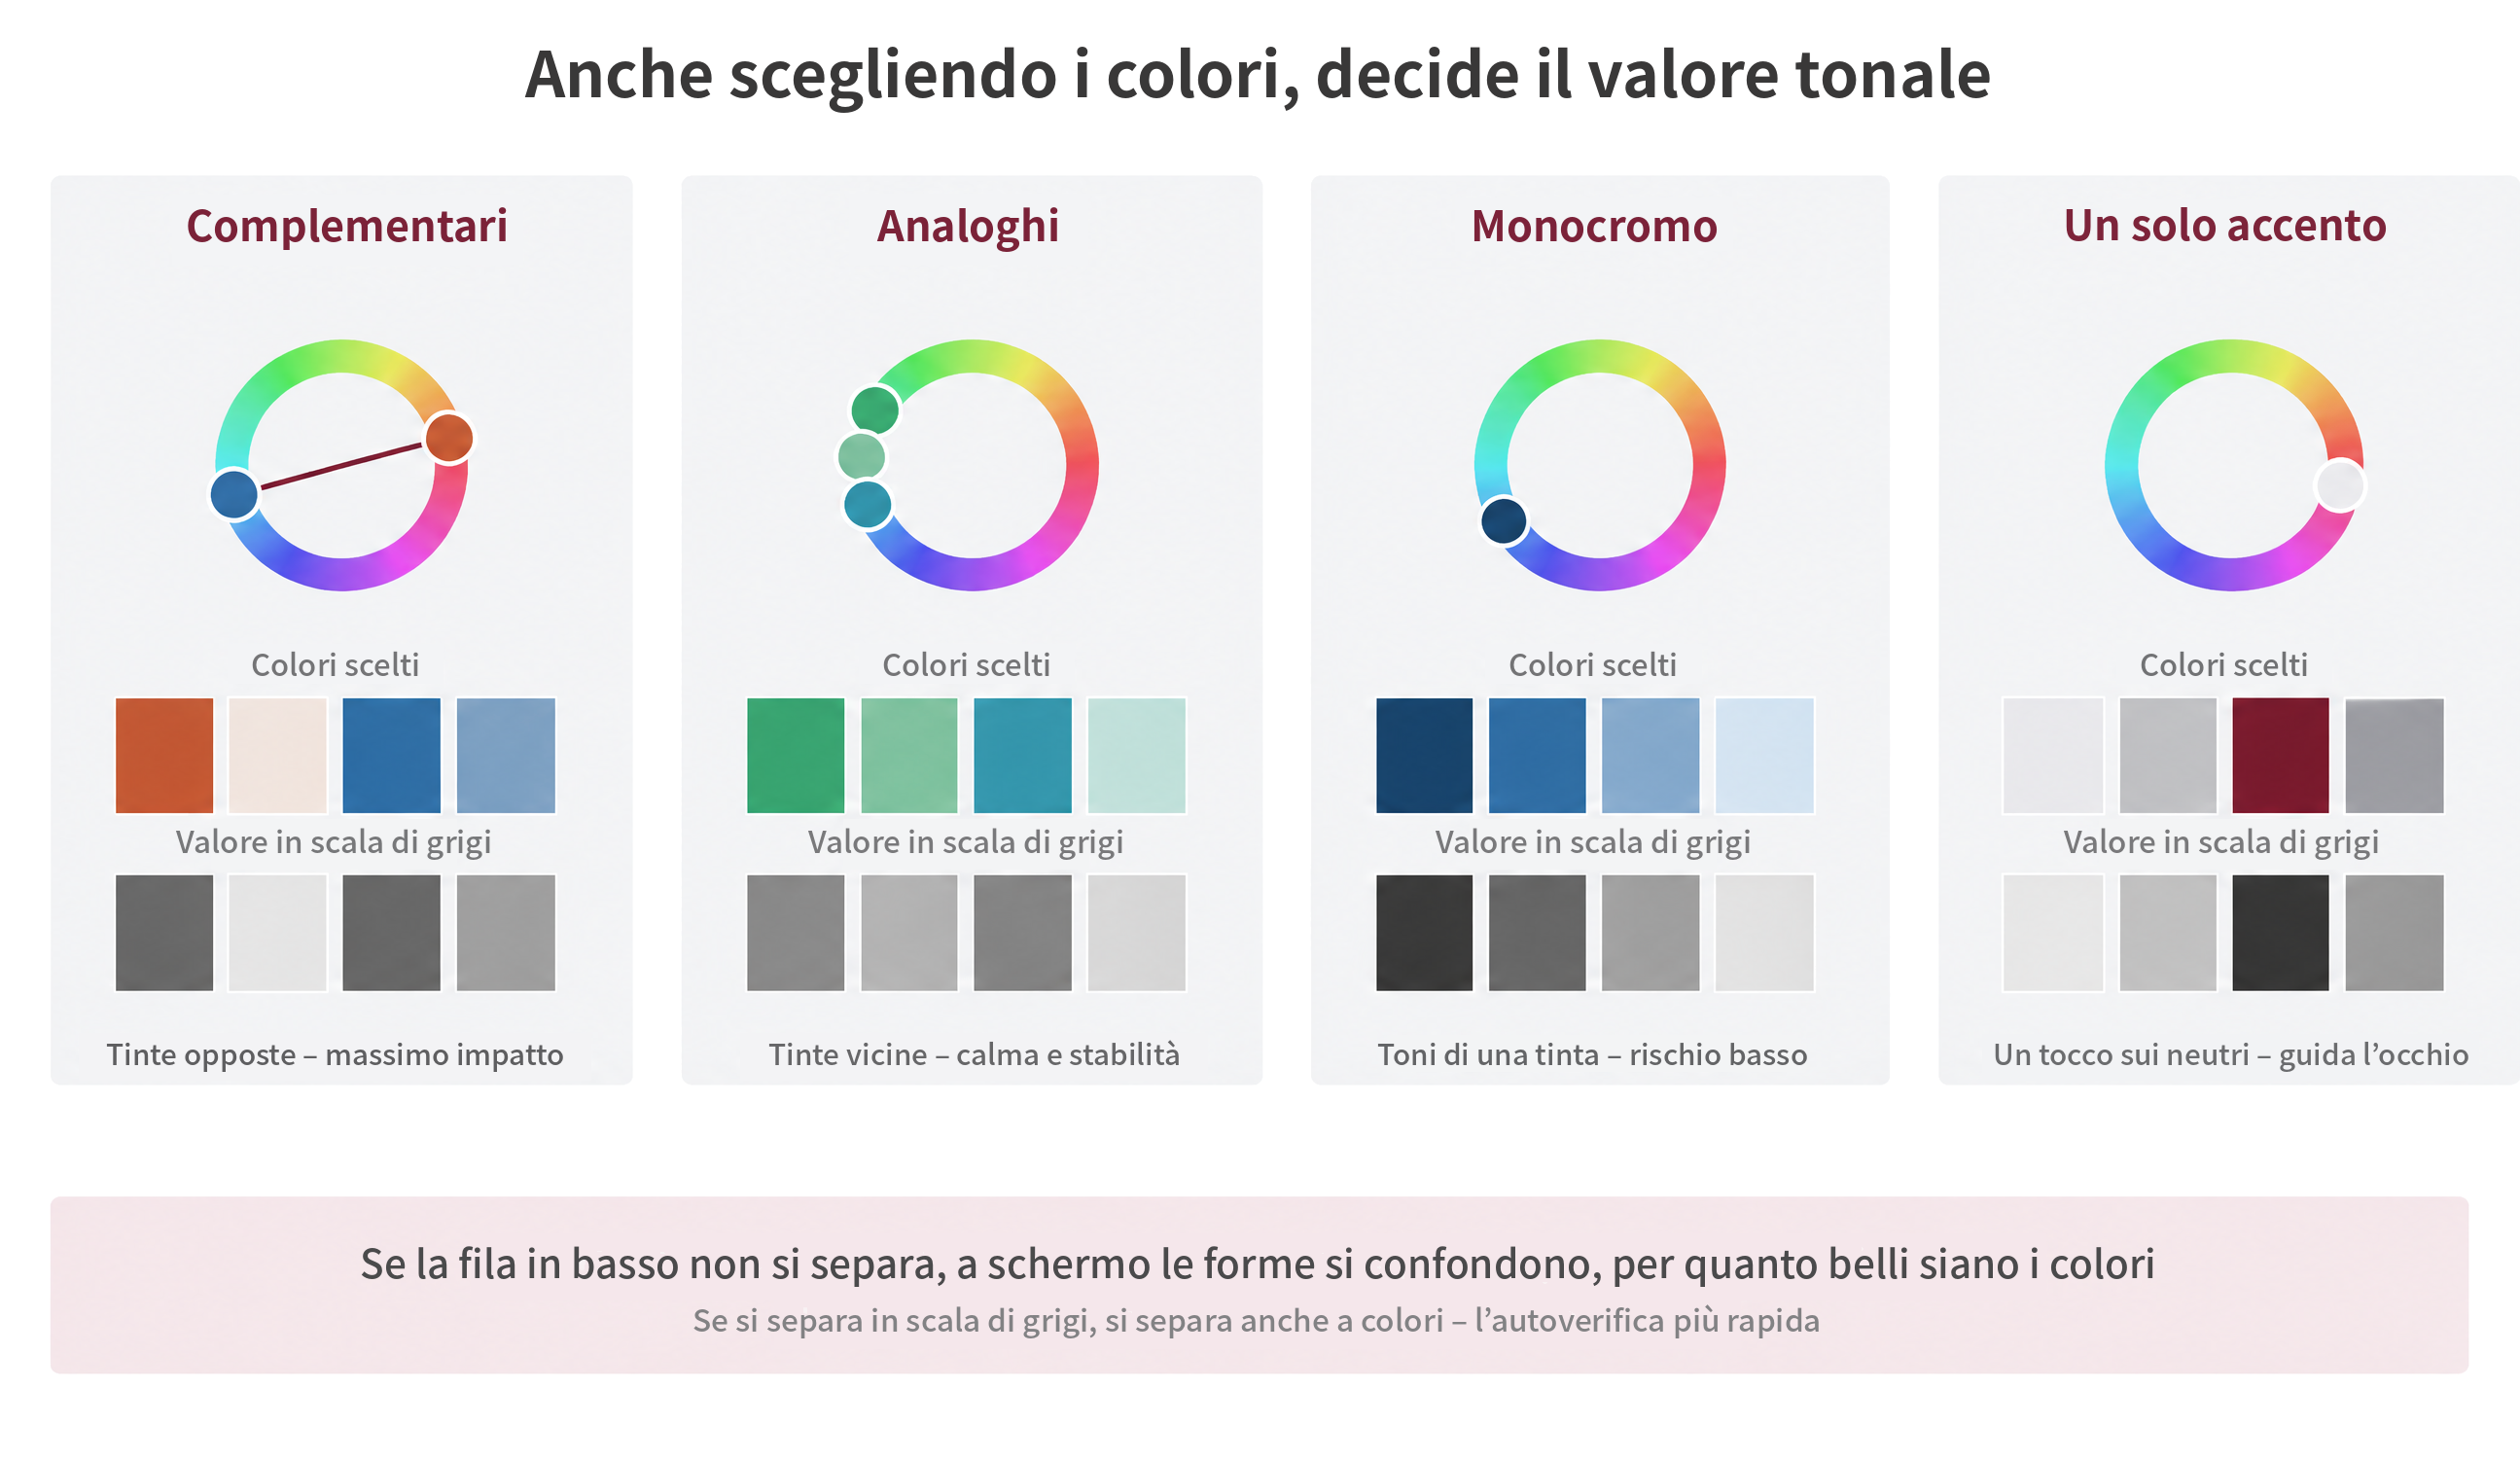 Anche scegliendo i colori, decide il valore tonale
Complementari
Colori scelti
Valore in scala di grigi
Tinte opposte – massimo impatto
Analoghi
Colori scelti
Valore in scala di grigi
Tinte vicine – calma e stabilità
Monocromo
Colori scelti
Valore in scala di grigi
Toni di una tinta – rischio basso
Un solo accento
Colori scelti
Valore in scala di grigi
Un tocco sui neutri – guida l’occhio
Se la fila in basso non si separa, a schermo le forme si confondono, per quanto belli siano i colori
Se si separa in scala di grigi, si separa anche a colori – l’autoverifica più rapida